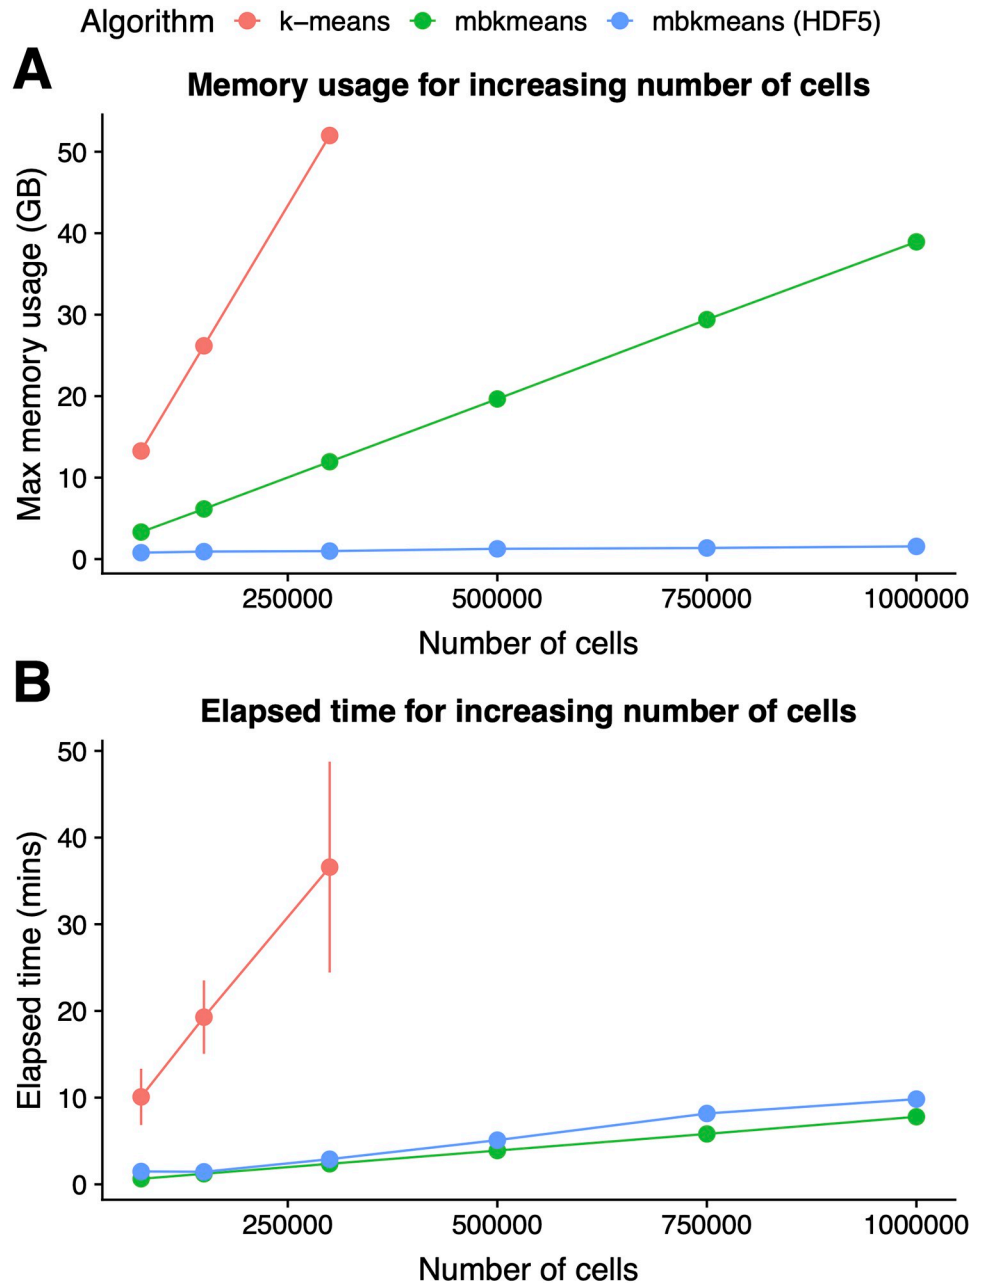 Algorithm k−means mbkmeans mbkmeans (HDF5)
A
Memory usage for increasing number of cells
Max memory usage (GB)
50
40
30
20
10
0
250000 500000 750000 1000000
Number of cells
B
Elapsed time for increasing number of cells
Elapsed time (mins)
50
40
30
20
10
0
250000 500000 750000 1000000
Number of cells